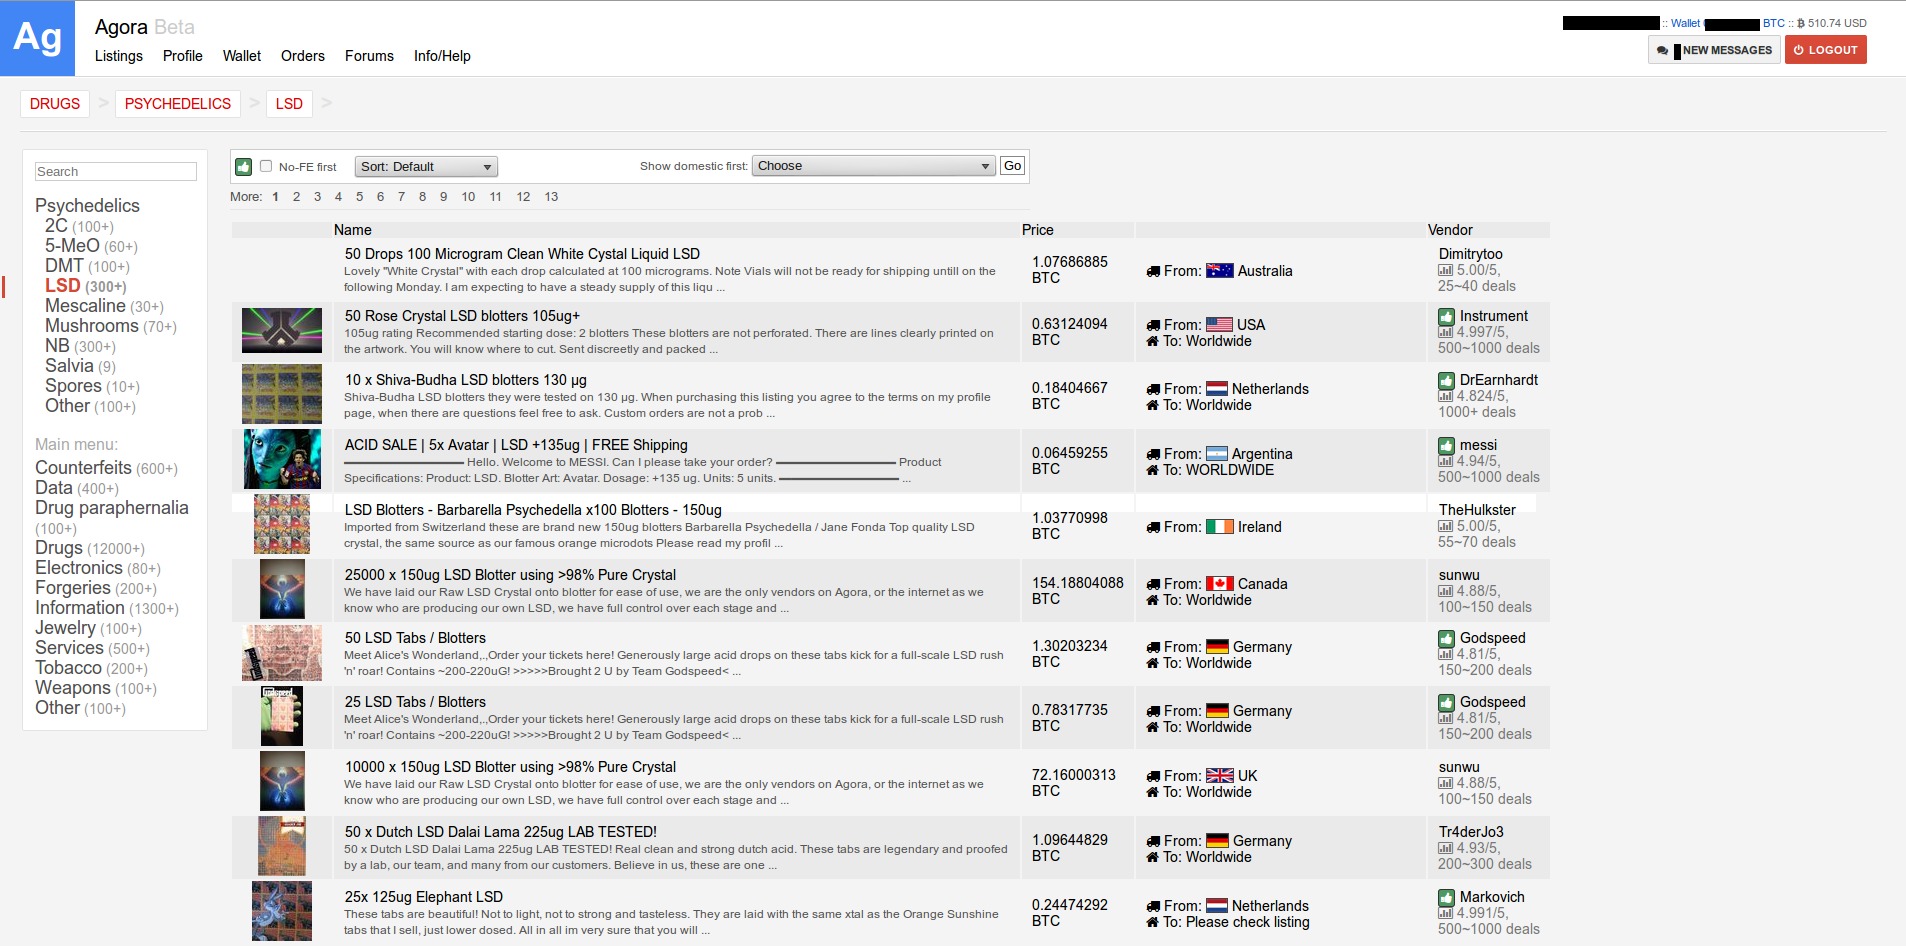 Ag
Agora Beta
Listings Profile Wallet Orders Forums Info/Help
:: Wallet BTC :: ฿ 510.74 USD
NEW MESSAGES LOGOUT
DRUGS > PSYCHEDELICS > LSD >
Search
Psychedelics
2C (100+)
5-MeO (60+)
DMT (100+)
LSD (300+)
Mescaline (30+)
Mushrooms (70+)
NB (300+)
Salvia (9)
Spores (10+)
Other (100+)
Main menu:
Counterfeits (600+)
Data (400+)
Drug paraphernalia
(100+)
Drugs (12000+)
Electronics (80+)
Forgeries (200+)
Information (1300+)
Jewelry (100+)
Services (500+)
Tobacco (200+)
Weapons (100+)
Other (100+)
No-FE first Sort: Default Show domestic first: Choose Go
More: 1 2 3 4 5 6 7 8 9 10 11 12 13
Name Price Vendor
50 Drops 100 Microgram Clean White Cystal Liquid LSD
Lovely "White Crystal" with each drop calculated at 100 micrograms. Note Vials will not be ready for shipping untill on the
following Monday. I am expecting to have a steady supply of this liqu ...
1.07686885
BTC
From: Australia
Dimitrytoo
5.00/5,
25~40 deals
50 Rose Crystal LSD blotters 105ug+
105ug rating Recommended starting dose: 2 blotters These blotters are not perforated. There are lines clearly printed on
the artwork. You will know where to cut. Sent discreetly and packed ...
0.63124094
BTC
From: USA
To: Worldwide
Instrument
4.997/5,
500~1000 deals
10 x Shiva-Budha LSD blotters 130 µg
Shiva-Budha LSD blotters they were tested on 130 µg. When purchasing this listing you agree to the terms on my profile
page, when there are questions feel free to ask. Custom orders are not a prob ...
0.18404667
BTC
From: Netherlands
To: Worldwide
DrEarnhardt
4.824/5,
1000+ deals
ACID SALE | 5x Avatar | LSD +135ug | FREE Shipping
━━━━━━━━━━━━ Hello. Welcome to MESSI. Can I please take your order? ━━━━━━━━━━━━ Product
Specifications: Product: LSD. Blotter Art: Avatar. Dosage: +135 ug. Units: 5 units. ━━━━━━━━━━━━ ...
0.06459255
BTC
From: Argentina
To: WORLDWIDE
messi
4.94/5,
500~1000 deals
LSD Blotters - Barbarella Psychedella x100 Blotters - 150ug
Imported from Switzerland these are brand new 150ug blotters Barbarella Psychedella / Jane Fonda Top quality LSD
crystal, the same source as our famous orange microdots Please read my profil ...
1.03770998
BTC
From: Ireland
TheHulkster
5.00/5,
55~70 deals
25000 x 150ug LSD Blotter using >98% Pure Crystal
We have laid our Raw LSD Crystal onto blotter for ease of use, we are the only vendors on Agora, or the internet as we
know who are producing our own LSD, we have full control over each stage and ...
154.18804088
BTC
From: Canada
To: Worldwide
sunwu
4.88/5,
100~150 deals
50 LSD Tabs / Blotters
Meet Alice's Wonderland,.,Order your tickets here! Generously large acid drops on these tabs kick for a full-scale LSD rush
'n' roar! Contains ~200-220uG! >>>>>Brought 2 U by Team Godspeed< ...
1.30203234
BTC
From: Germany
To: Worldwide
Godspeed
4.81/5,
150~200 deals
godspeed
25 LSD Tabs / Blotters
Meet Alice's Wonderland,.,Order your tickets here! Generously large acid drops on these tabs kick for a full-scale LSD rush
'n' roar! Contains ~200-220uG! >>>>>Brought 2 U by Team Godspeed< ...
0.78317735
BTC
From: Germany
To: Worldwide
Godspeed
4.81/5,
150~200 deals
10000 x 150ug LSD Blotter using >98% Pure Crystal
We have laid our Raw LSD Crystal onto blotter for ease of use, we are the only vendors on Agora, or the internet as we
know who are producing our own LSD, we have full control over each stage and ...
72.16000313
BTC
From: UK
To: Worldwide
sunwu
4.88/5,
100~150 deals
50 x Dutch LSD Dalai Lama 225ug LAB TESTED!
50 x Dutch LSD Dalai Lama 225ug LAB TESTED! Real clean and strong dutch acid. These tabs are legendary and proofed
by a lab, our team, and many from our customers. Believe in us, these are one ...
1.09644829
BTC
From: Germany
To: Worldwide
Tr4derJo3
4.93/5,
200~300 deals
25x 125ug Elephant LSD
These tabs are beautiful! Not to light, not to strong and tasteless. They are laid with the same xtal as the Orange Sunshine
tabs that I sell, just lower dosed. All in all im very sure that you will ...
0.24474292
BTC
From: Netherlands
To: Please check listing
Markovich
4.991/5,
500~1000 deals